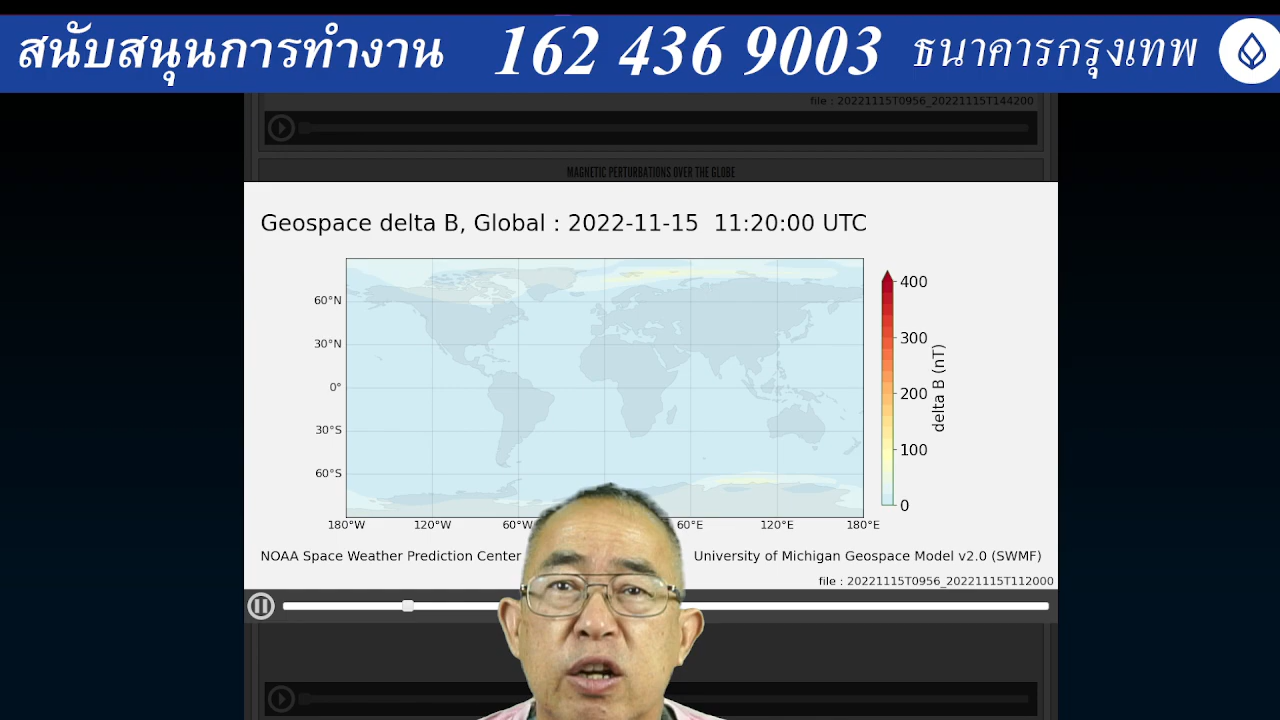 สนับสนุนการทำงาน 162 436 9003 ธนาคารกรุงเทพ
file : 20221115T0956_20221115T144200
MAGNETIC PERTURBATIONS OVER THE GLOBE
Geospace delta B, Global : 2022-11-15 11:20:00 UTC
400
60°N
300
30°N
0°
200
30°S
100
60°S
0
delta B (nT)
180°W 120°W 60°W 60°E 120°E 180°E
NOAA Space Weather Prediction Center University of Michigan Geospace Model v2.0 (SWMF)
file : 20221115T0956_20221115T112000